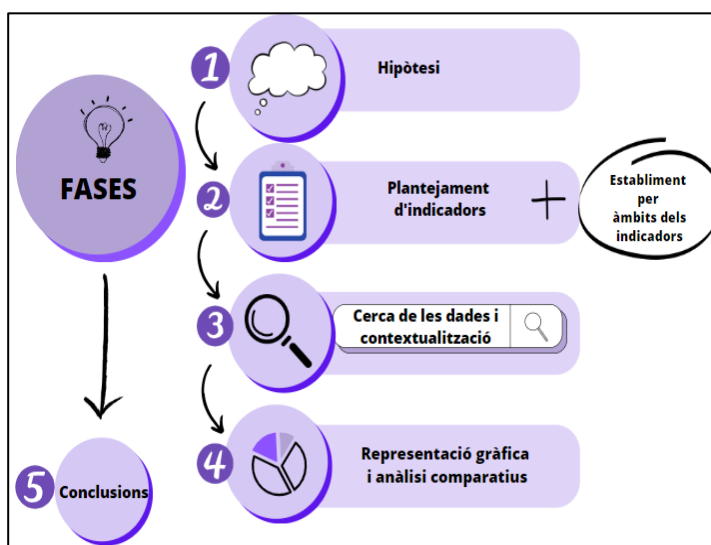 FASES
1
Hipòtesi
2
Plantejament
d'indicadors
Establiment
per
àmbits dels
indicadors
3
Cerca de les dades i
contextualització
4
Representació gràfica
i anàlisi comparatius
5
Conclusions